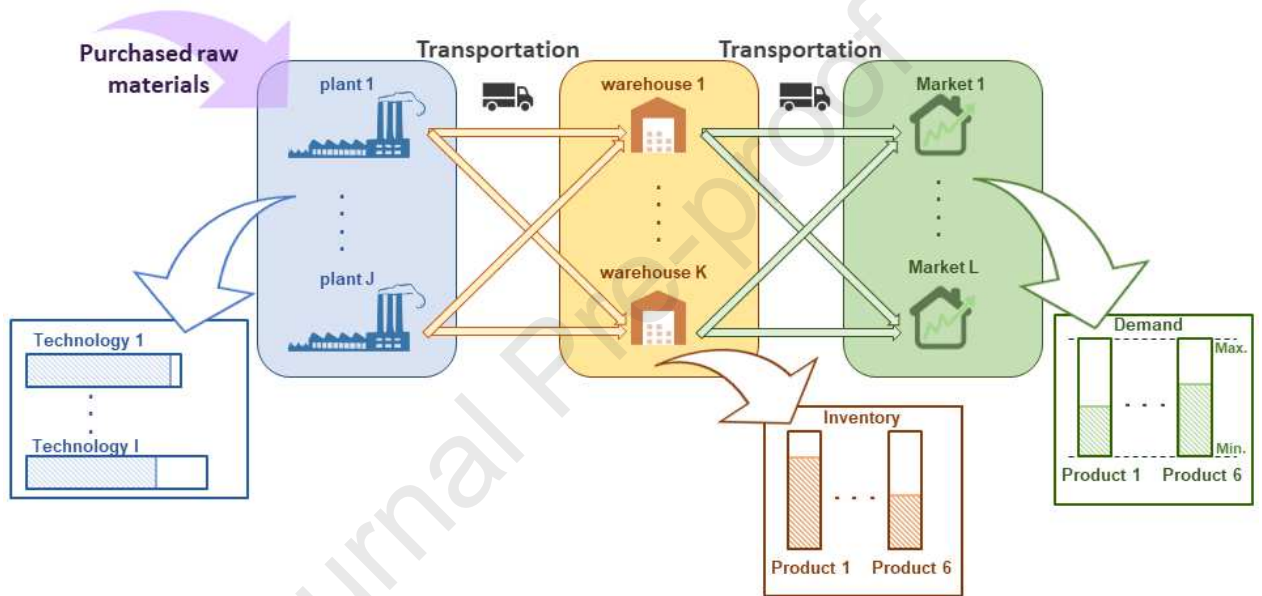 Purchased raw
materials
Transportation
Transportation
plant 1
warehouse 1
Market 1
plant J
warehouse K
Market L
Technology 1
Technology I
Inventory
Product 1
Product 6
Demand
Max.
Min.
Product 1
Product 6
Journal Pre-proof